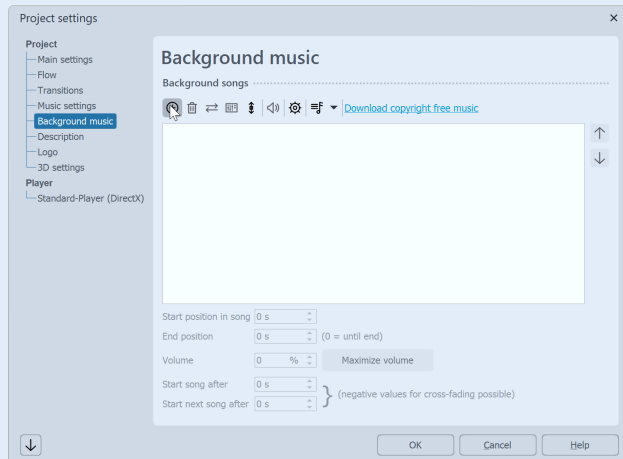 Project settings
Project
Main settings
Flow
Transitions
Music settings
Background music
Description
Logo
3D settings
Player
Standard-Player (DirectX)
Background music
Background songs
Download copyright free music
Start position in song 0 s
End position 0 s (0 = until end)
Volume 0 % Maximize volume
Start song after 0 s
(negative values for cross-fading possible)
Start next song after 0 s
OK Cancel Help